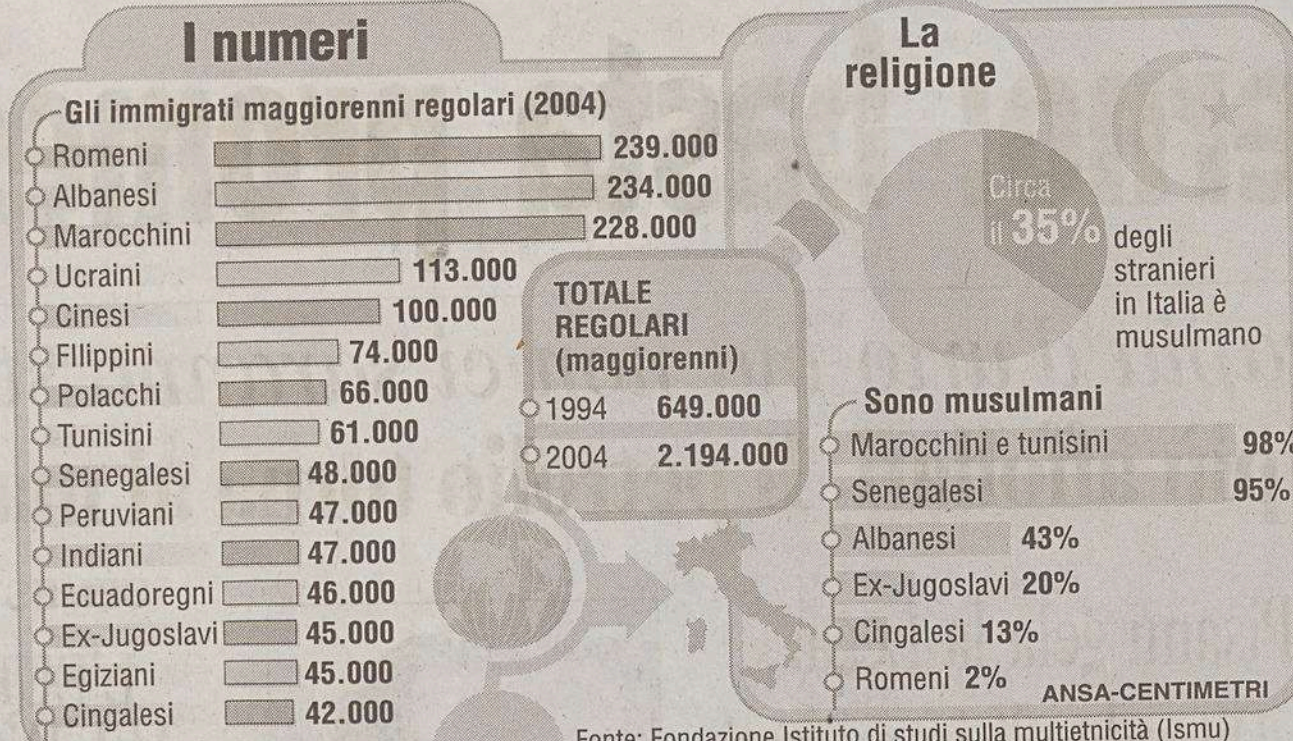 I numeri
Gli immigrati maggiorenni regolari (2004)
Romeni 239.000
Albanesi 234.000
Marocchini 228.000
Ucraini 113.000
Cinesi 100.000
FIlippini 74.000
Polacchi 66.000
Tunisini 61.000
Senegalesi 48.000
Peruviani 47.000
Indiani 47.000
Ecuadoregni 46.000
Ex-Jugoslavi 45.000
Egiziani 45.000
Cingalesi 42.000
TOTALE
REGOLARI
(maggiorenni)
1994 649.000
2004 2.194.000
La
religione
Circa
il 35% degli
stranieri
in Italia è
musulmano
Sono musulmani
Marocchini e tunisini 98%
Senegalesi 95%
Albanesi 43%
Ex-Jugoslavi 20%
Cingalesi 13%
Romeni 2%
ANSA-CENTIMETRI
Fonte: Fondazione Istituto di studi sulla multietnicità (Ismu)